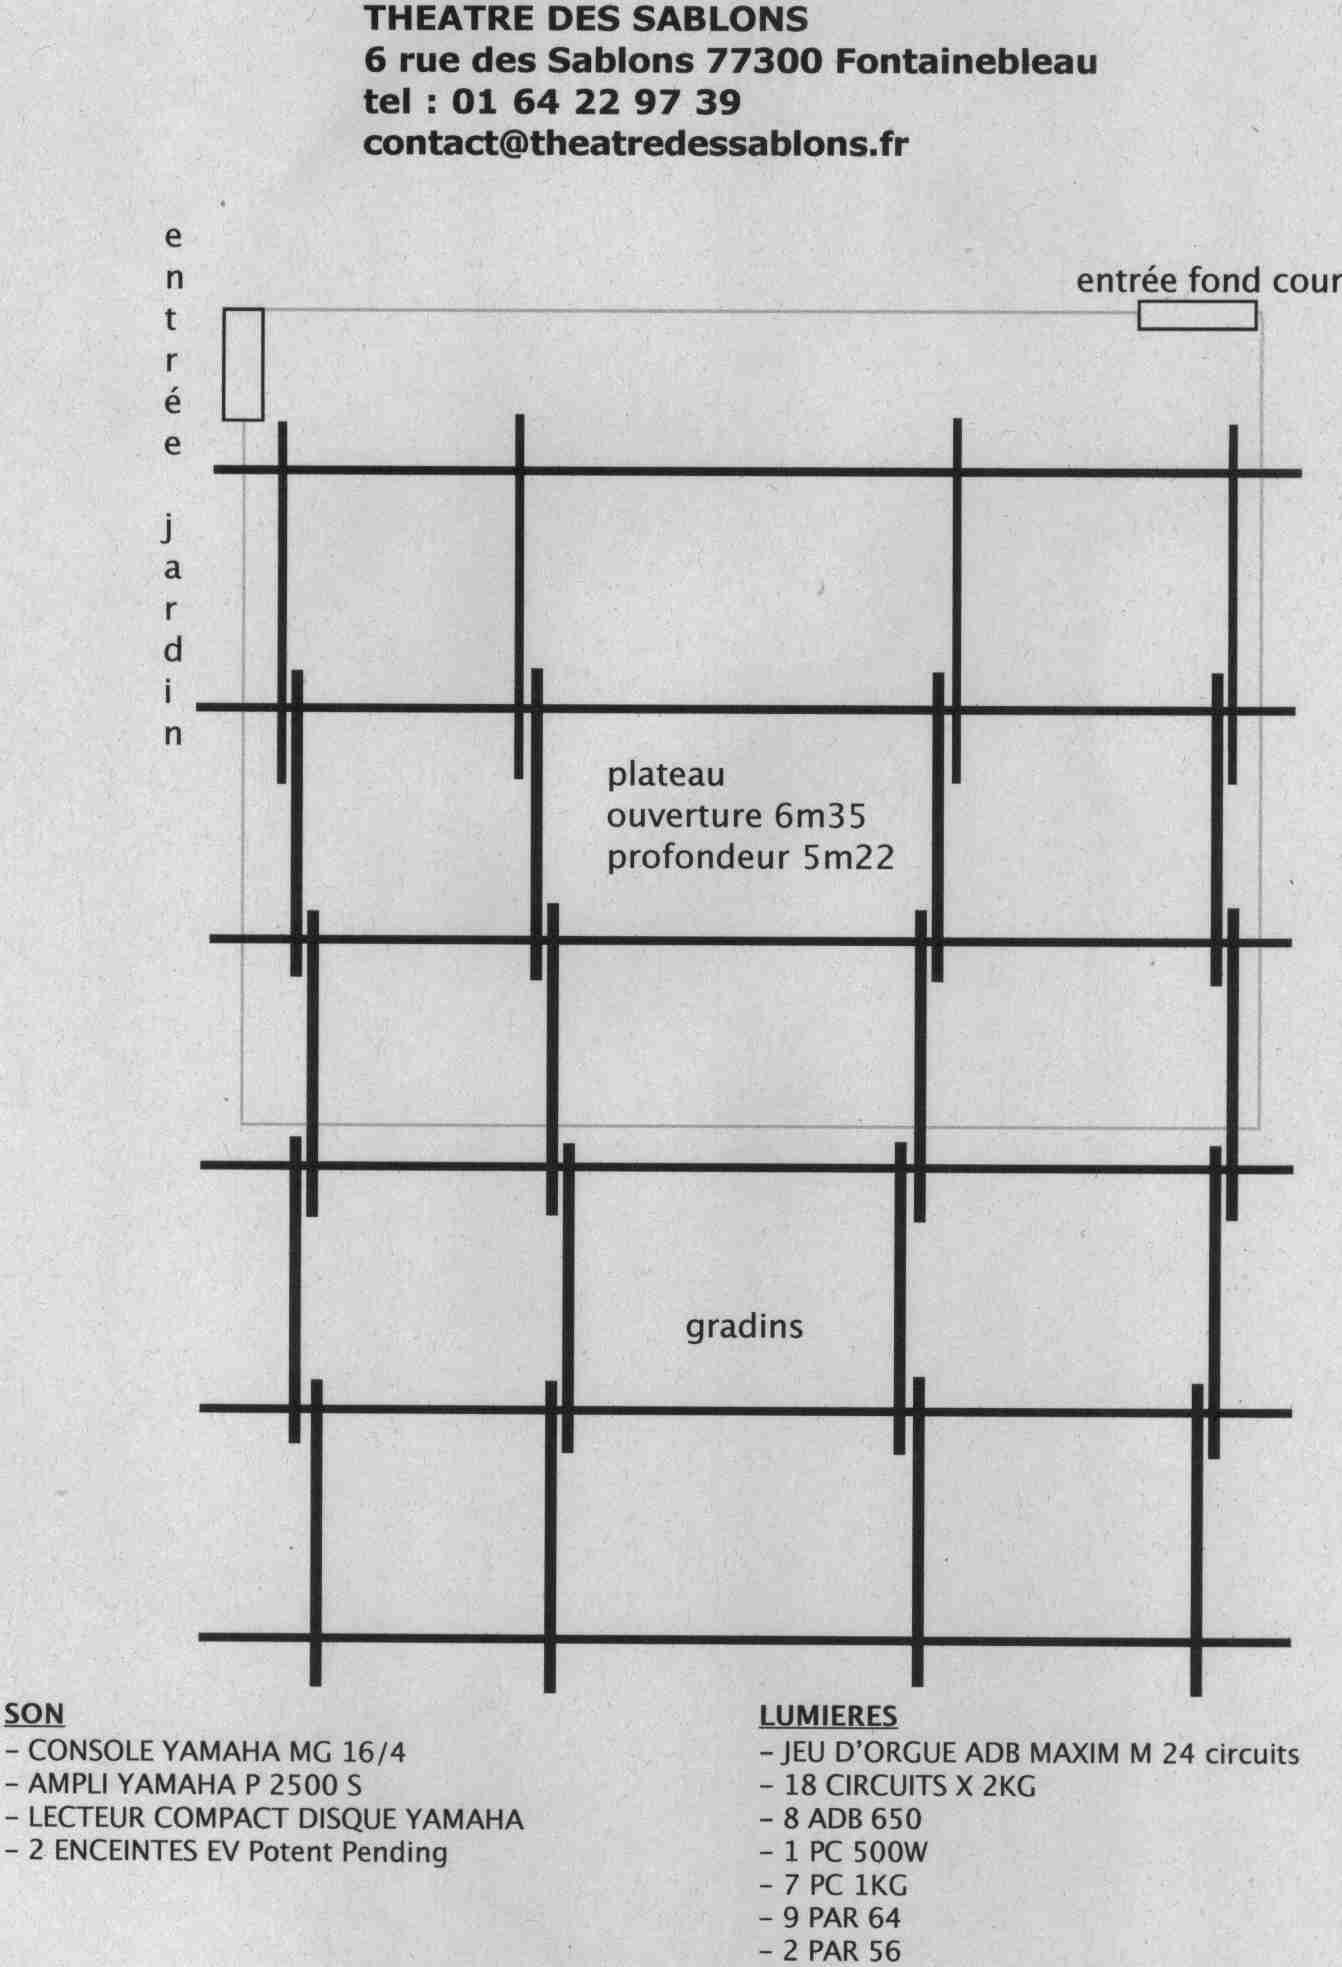 THEATRE DES SABLONS
6 rue des Sablons 77300 Fontainebleau
tel : 01 64 22 97 39
contact@theatredessablons.fr
entrée jardin
entrée fond cour
plateau
ouverture 6m35
profondeur 5m22
gradins
SON
- CONSOLE YAMAHA MG 16/4
- AMPLI YAMAHA P 2500 S
- LECTEUR COMPACT DISQUE YAMAHA
- 2 ENCEINTES EV Potent Pending
LUMIERES
- JEU D'ORGUE ADB MAXIM M 24 circuits
- 18 CIRCUITS X 2KG
- 8 ADB 650
- 1 PC 500W
- 7 PC 1KG
- 9 PAR 64
- 2 PAR 56